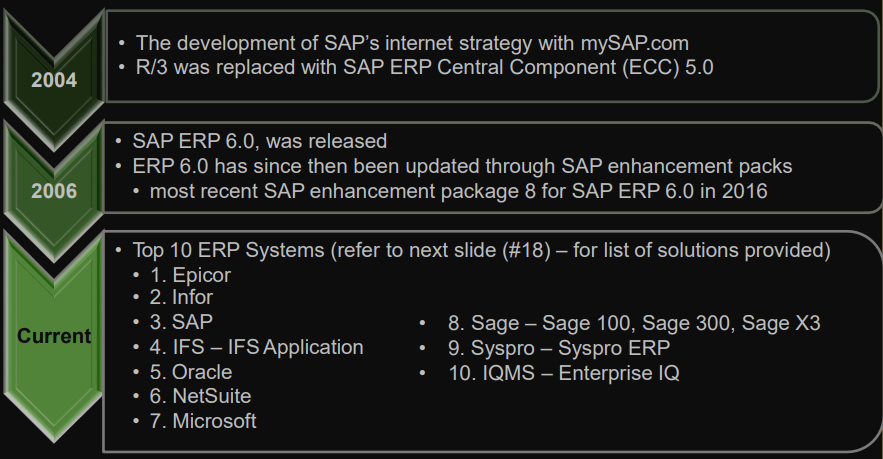 2004
• The development of SAP's internet strategy with mySAP.com
• R/3 was replaced with SAP ERP Central Component (ECC) 5.0
2006
• SAP ERP 6.0, was released
• ERP 6.0 has since then been updated through SAP enhancement packs
• most recent SAP enhancement package 8 for SAP ERP 6.0 in 2016
Current
• Top 10 ERP Systems (refer to next slide (#18) – for list of solutions provided)
• 1. Epicor
• 2. Infor
• 3. SAP
• 4. IFS – IFS Application
• 5. Oracle
• 6. NetSuite
• 7. Microsoft
• 8. Sage – Sage 100, Sage 300, Sage X3
• 9. Syspro – Syspro ERP
• 10. IQMS – Enterprise IQ